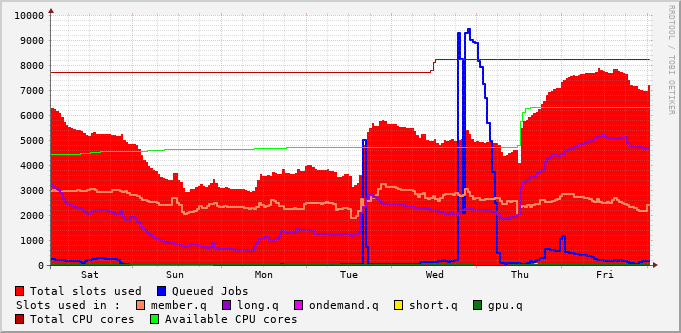 10000
9000
8000
7000
6000
5000
4000
3000
2000
1000
0
Sat Sun Mon Tue Wed Thu Fri
Total slots used Queued Jobs
Slots used in : member.q long.q ondemand.q short.q gpu.q
Total CPU cores Available CPU cores
RRDTOOL / TOBI OETIKER